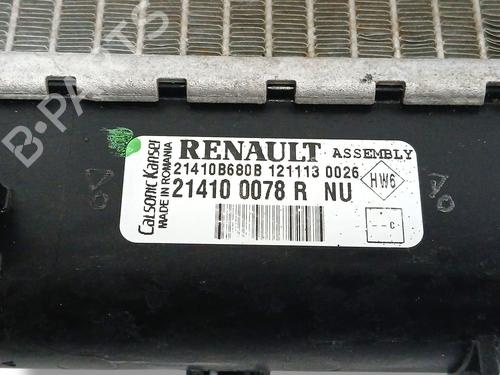 B-PARTS
RENAULT ASSEMBLY
21410B680B 121113 0026
21410 0078 R NU
Calsonic Kansei
MADE IN ROMANIA
HW6
--c